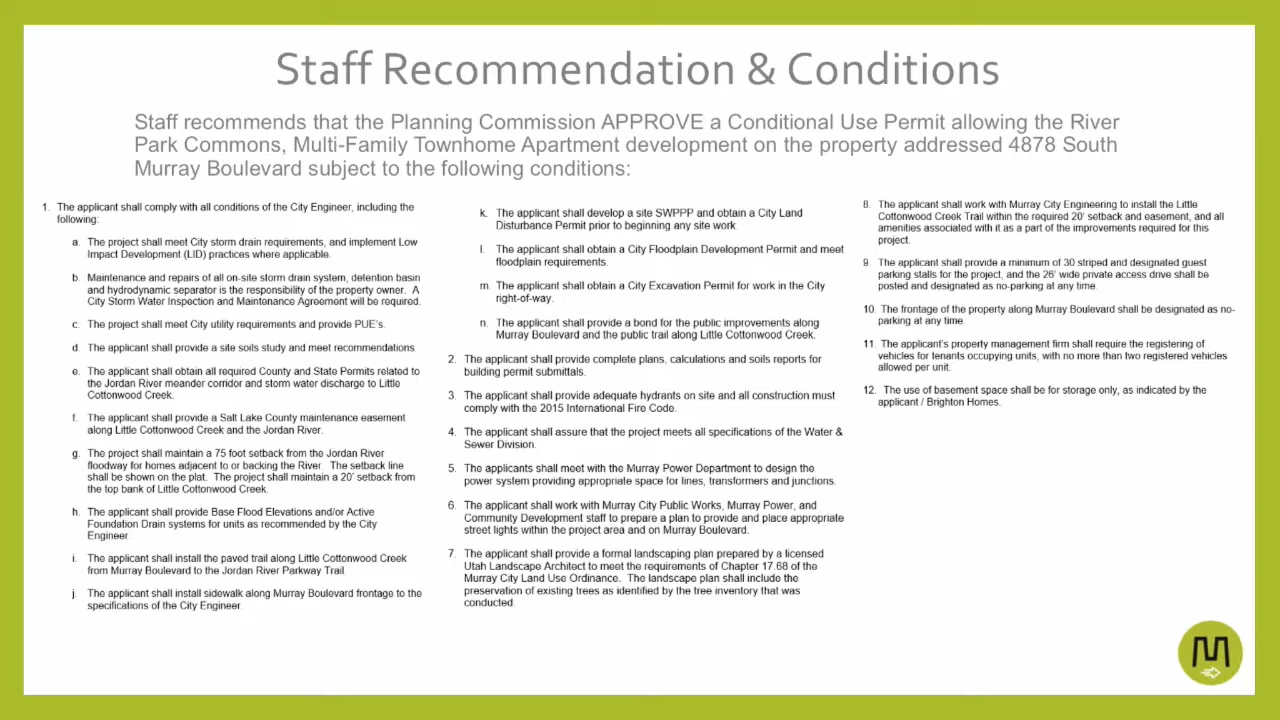 Staff Recommendation & Conditions
Staff recommends that the Planning Commission APPROVE a Conditional Use Permit allowing the River
Park Commons, Multi-Family Townhome Apartment development on the property addressed 4878 South
Murray Boulevard subject to the following conditions:
1. The applicant shall comply with all conditions of the City Engineer, including the
following:
a. The project shall meet City storm drain requirements, and implement Low
Impact Development (LID) practices where applicable.
b. Maintenance and repairs of all on-site storm drain system, detention basin
and hydrodynamic separator is the responsibility of the property owner. A
City Storm Water Inspection and Maintenance Agreement will be required.
c. The project shall meet City utility requirements and provide PUE's.
d. The applicant shall provide a site soils study and meet recommendations.
e. The applicant shall obtain all required County and State Permits related to
the Jordan River meander corridor and storm water discharge to Little
Cottonwood Creek.
f. The applicant shall provide a Salt Lake County maintenance easement
along Little Cottonwood Creek and the Jordan River.
g. The project shall maintain a 75 foot setback from the Jordan River
floodway for homes adjacent to or backing the River. The setback line
shall be shown on the plat. The project shall maintain a 20' setback from
the top bank of Little Cottonwood Creek.
h. The applicant shall provide Base Flood Elevations and/or Active
Foundation Drain systems for units as recommended by the City
Engineer.
i. The applicant shall install the paved trail along Little Cottonwood Creek
from Murray Boulevard to the Jordan River Parkway Trail.
j. The applicant shall install sidewalk along Murray Boulevard frontage to the
specifications of the City Engineer.
k. The applicant shall develop a site SWPPP and obtain a City Land
Disturbance Permit prior to beginning any site work.
l. The applicant shall obtain a City Floodplain Development Permit and meet
floodplain requirements.
m. The applicant shall obtain a City Excavation Permit for work in the City
right-of-way.
n. The applicant shall provide a bond for the public improvements along
Murray Boulevard and the public trail along Little Cottonwood Creek.
2. The applicant shall provide complete plans, calculations and soils reports for
building permit submittals.
3. The applicant shall provide adequate hydrants on site and all construction must
comply with the 2015 International Fire Code.
4. The applicant shall assure that the project meets all specifications of the Water &
Sewer Division.
5. The applicants shall meet with the Murray Power Department to design the
power system providing appropriate space for lines, transformers and junctions.
6. The applicant shall work with Murray City Public Works, Murray Power, and
Community Development staff to prepare a plan to provide and place appropriate
street lights within the project area and on Murray Boulevard.
7. The applicant shall provide a formal landscaping plan prepared by a licensed
Utah Landscape Architect to meet the requirements of Chapter 17.68 of the
Murray City Land Use Ordinance. The landscape plan shall include the
preservation of existing trees as identified by the tree inventory that was
conducted.
8. The applicant shall work with Murray City Engineering to install the Little
Cottonwood Creek Trail within the required 20' setback and easement, and all
amenities associated with it as a part of the improvements required for this
project.
9. The applicant shall provide a minimum of 30 striped and designated guest
parking stalls for the project, and the 26' wide private access drive shall be
posted and designated as no-parking at any time.
10. The frontage of the property along Murray Boulevard shall be designated as no-
parking at any time.
11. The applicant's property management firm shall require the registering of
vehicles for tenants occupying units, with no more than two registered vehicles
allowed per unit.
12. The use of basement space shall be for storage only, as indicated by the
applicant / Brighton Homes.